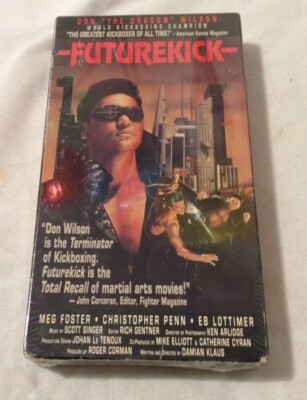 DON "THE DRAGON" WILSON
WORLD KICKBOXING CHAMPION
"THE GREATEST KICKBOXER OF ALL TIME!" –American Karate Magazine
–FUTUREKICK–
"Don Wilson
is the Terminator
of Kickboxing.
Futurekick is the
Total Recall of martial arts movies!"
– John Corcoran, Editor, Fighter Magazine
MEG FOSTER • CHRISTOPHER PENN • EB LOTTIMER
MUSIC BY SCOTT SINGER EDITOR RICH GENTNER DIRECTOR OF PHOTOGRAPHY KEN ARLIDGE
PRODUCTION DESIGN JOHAN LE TENOUX CO-PRODUCED BY MIKE ELLIOTT & CATHERINE CYRAN
PRODUCED BY ROGER CORMAN WRITTEN AND DIRECTED BY DAMIAN KLAUS